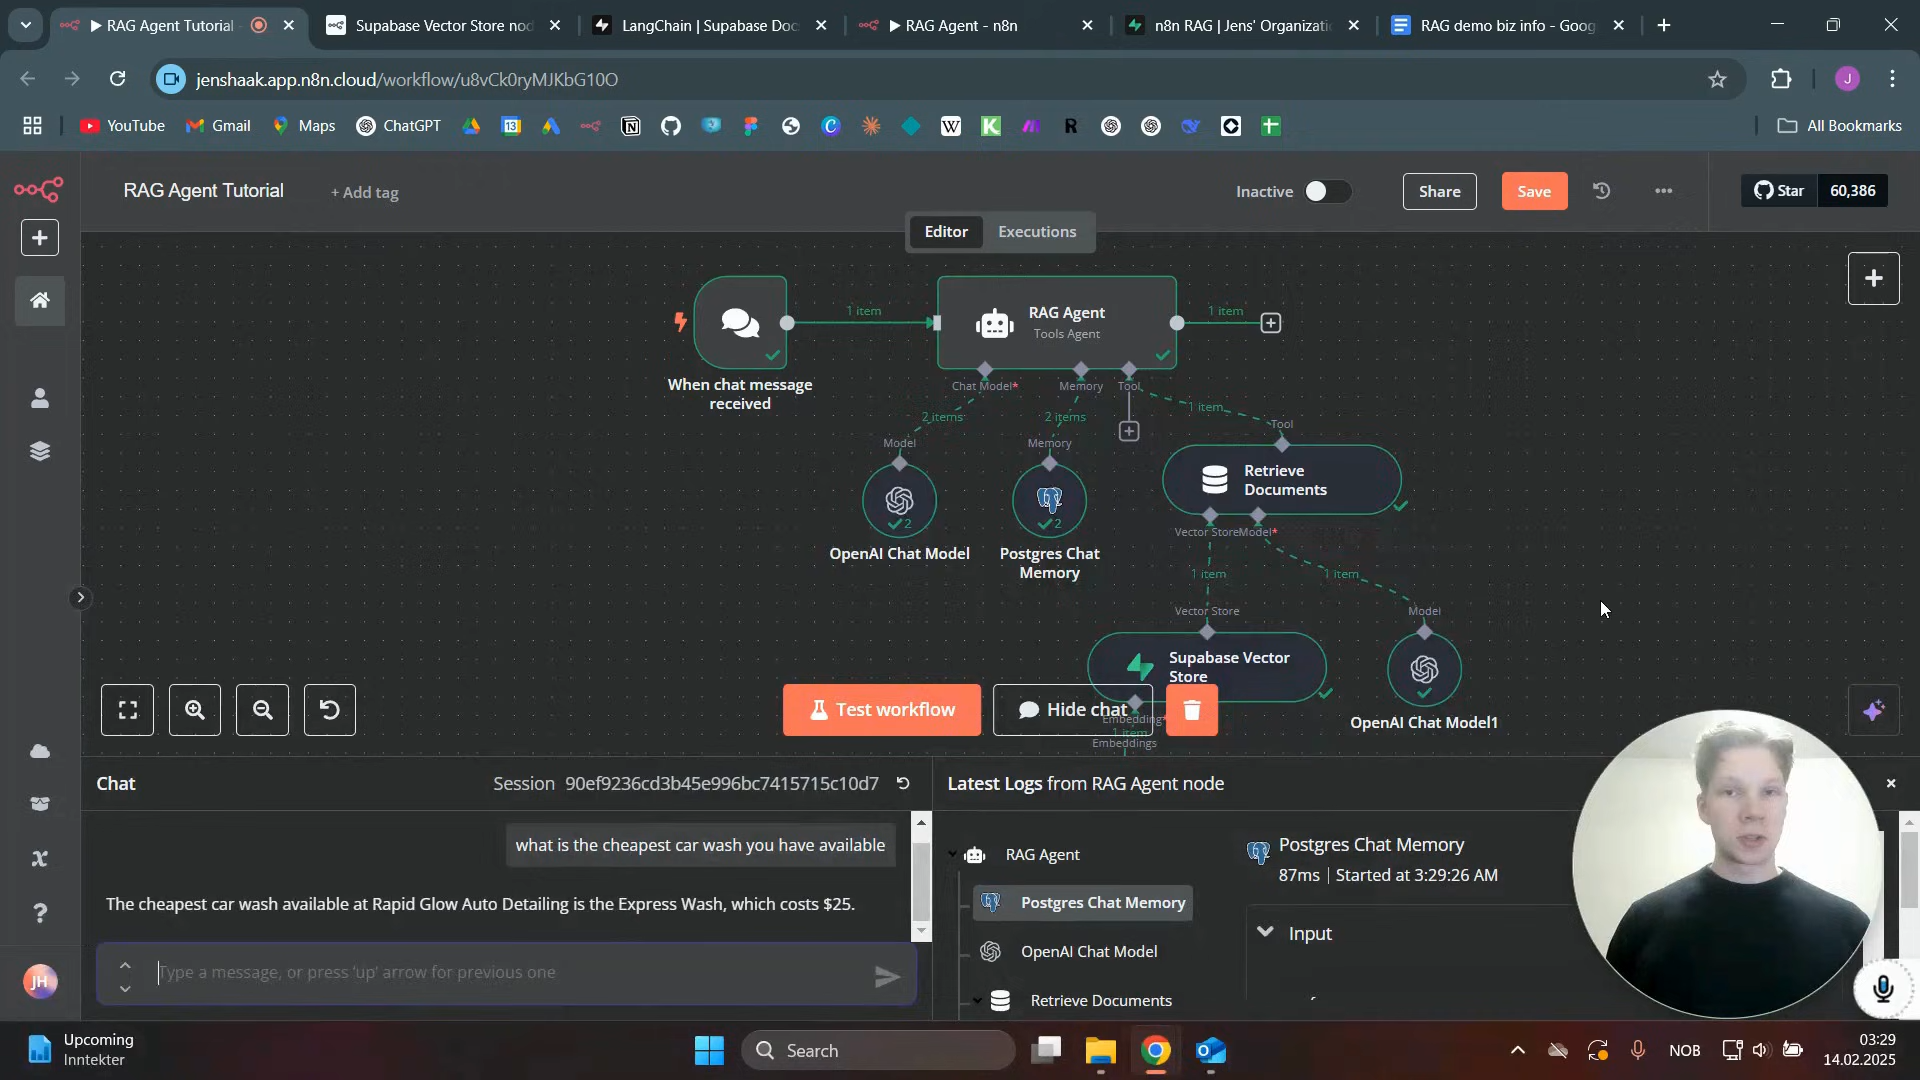 RAG Agent Tutorial
Supabase Vector Store nod
LangChain | Supabase Doc
RAG Agent - n8n
n8n RAG | Jens' Organizati
RAG demo biz info - Goog
jenshaak.app.n8n.cloud/workflow/u8vCk0ryMJKbG10O
J
YouTube
Gmail
Maps
ChatGPT
All Bookmarks
RAG Agent Tutorial
+ Add tag
Inactive
Share
Save
Star
60,386
Editor
Executions
When chat message
received
1 item
RAG Agent
Tools Agent
1 item
Chat Model*
Memory
Tool
2 items
2 items
1 item
Model
Memory
Tool
2
2
OpenAI Chat Model
Postgres Chat
Memory
Retrieve
Documents
Vector Store
Model*
1 item
1 item
Vector Store
Model
Supabase Vector
Store
OpenAI Chat Model1
Embedding*
1 item
Embeddings
Test workflow
Hide chat
Chat
Session 90ef9236cd3b45e996bc7415715c10d7
what is the cheapest car wash you have available
The cheapest car wash available at Rapid Glow Auto Detailing is the Express Wash, which costs $25.
Type a message, or press ‘up’ arrow for previous one
Latest Logs from RAG Agent node
RAG Agent
Postgres Chat Memory
OpenAI Chat Model
Retrieve Documents
Postgres Chat Memory
87ms | Started at 3:29:26 AM
Input
JH
Upcoming
Inntekter
Search
NOB
03:29
14.02.2025